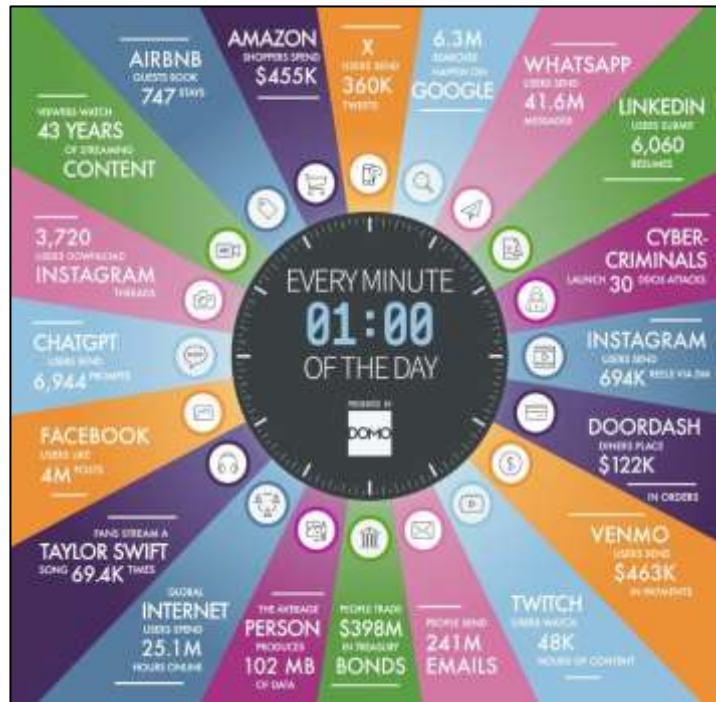 EVERY MINUTE
01:00
OF THE DAY
PRESENTED BY
DOMO
X
USERS SEND
360K
TWEETS
6.3M
SEARCHES
HAPPEN ON
GOOGLE
WHATSAPP
USERS SEND
41.6M
MESSAGES
LINKEDIN
USERS SUBMIT
6,060
RESUMES
CYBER-
CRIMINALS
LAUNCH 30 DDOS ATTACKS
INSTAGRAM
USERS SEND
694K REELS VIA DM
DOORDASH
DINERS PLACE
$122K
IN ORDERS
VENMO
USERS SEND
$463K
IN PAYMENTS
TWITCH
USERS WATCH
48K
HOURS OF CONTENT
PEOPLE SEND
241M
EMAILS
PEOPLE TRADE
$398M
IN TREASURY
BONDS
THE AVERAGE
PERSON
PRODUCES
102 MB
OF DATA
GLOBAL
INTERNET
USERS SPEND
25.1M
HOURS ONLINE
FANS STREAM A
TAYLOR SWIFT
SONG 69.4K TIMES
FACEBOOK
USERS LIKE
4M POSTS
CHATGPT
USERS SEND
6,944 PROMPTS
3,720
USERS DOWNLOAD
INSTAGRAM
THREADS
VIEWERS WATCH
43 YEARS
OF STREAMING
CONTENT
AIRBNB
GUESTS BOOK
747 STAYS
AMAZON
SHOPPERS SPEND
$455K